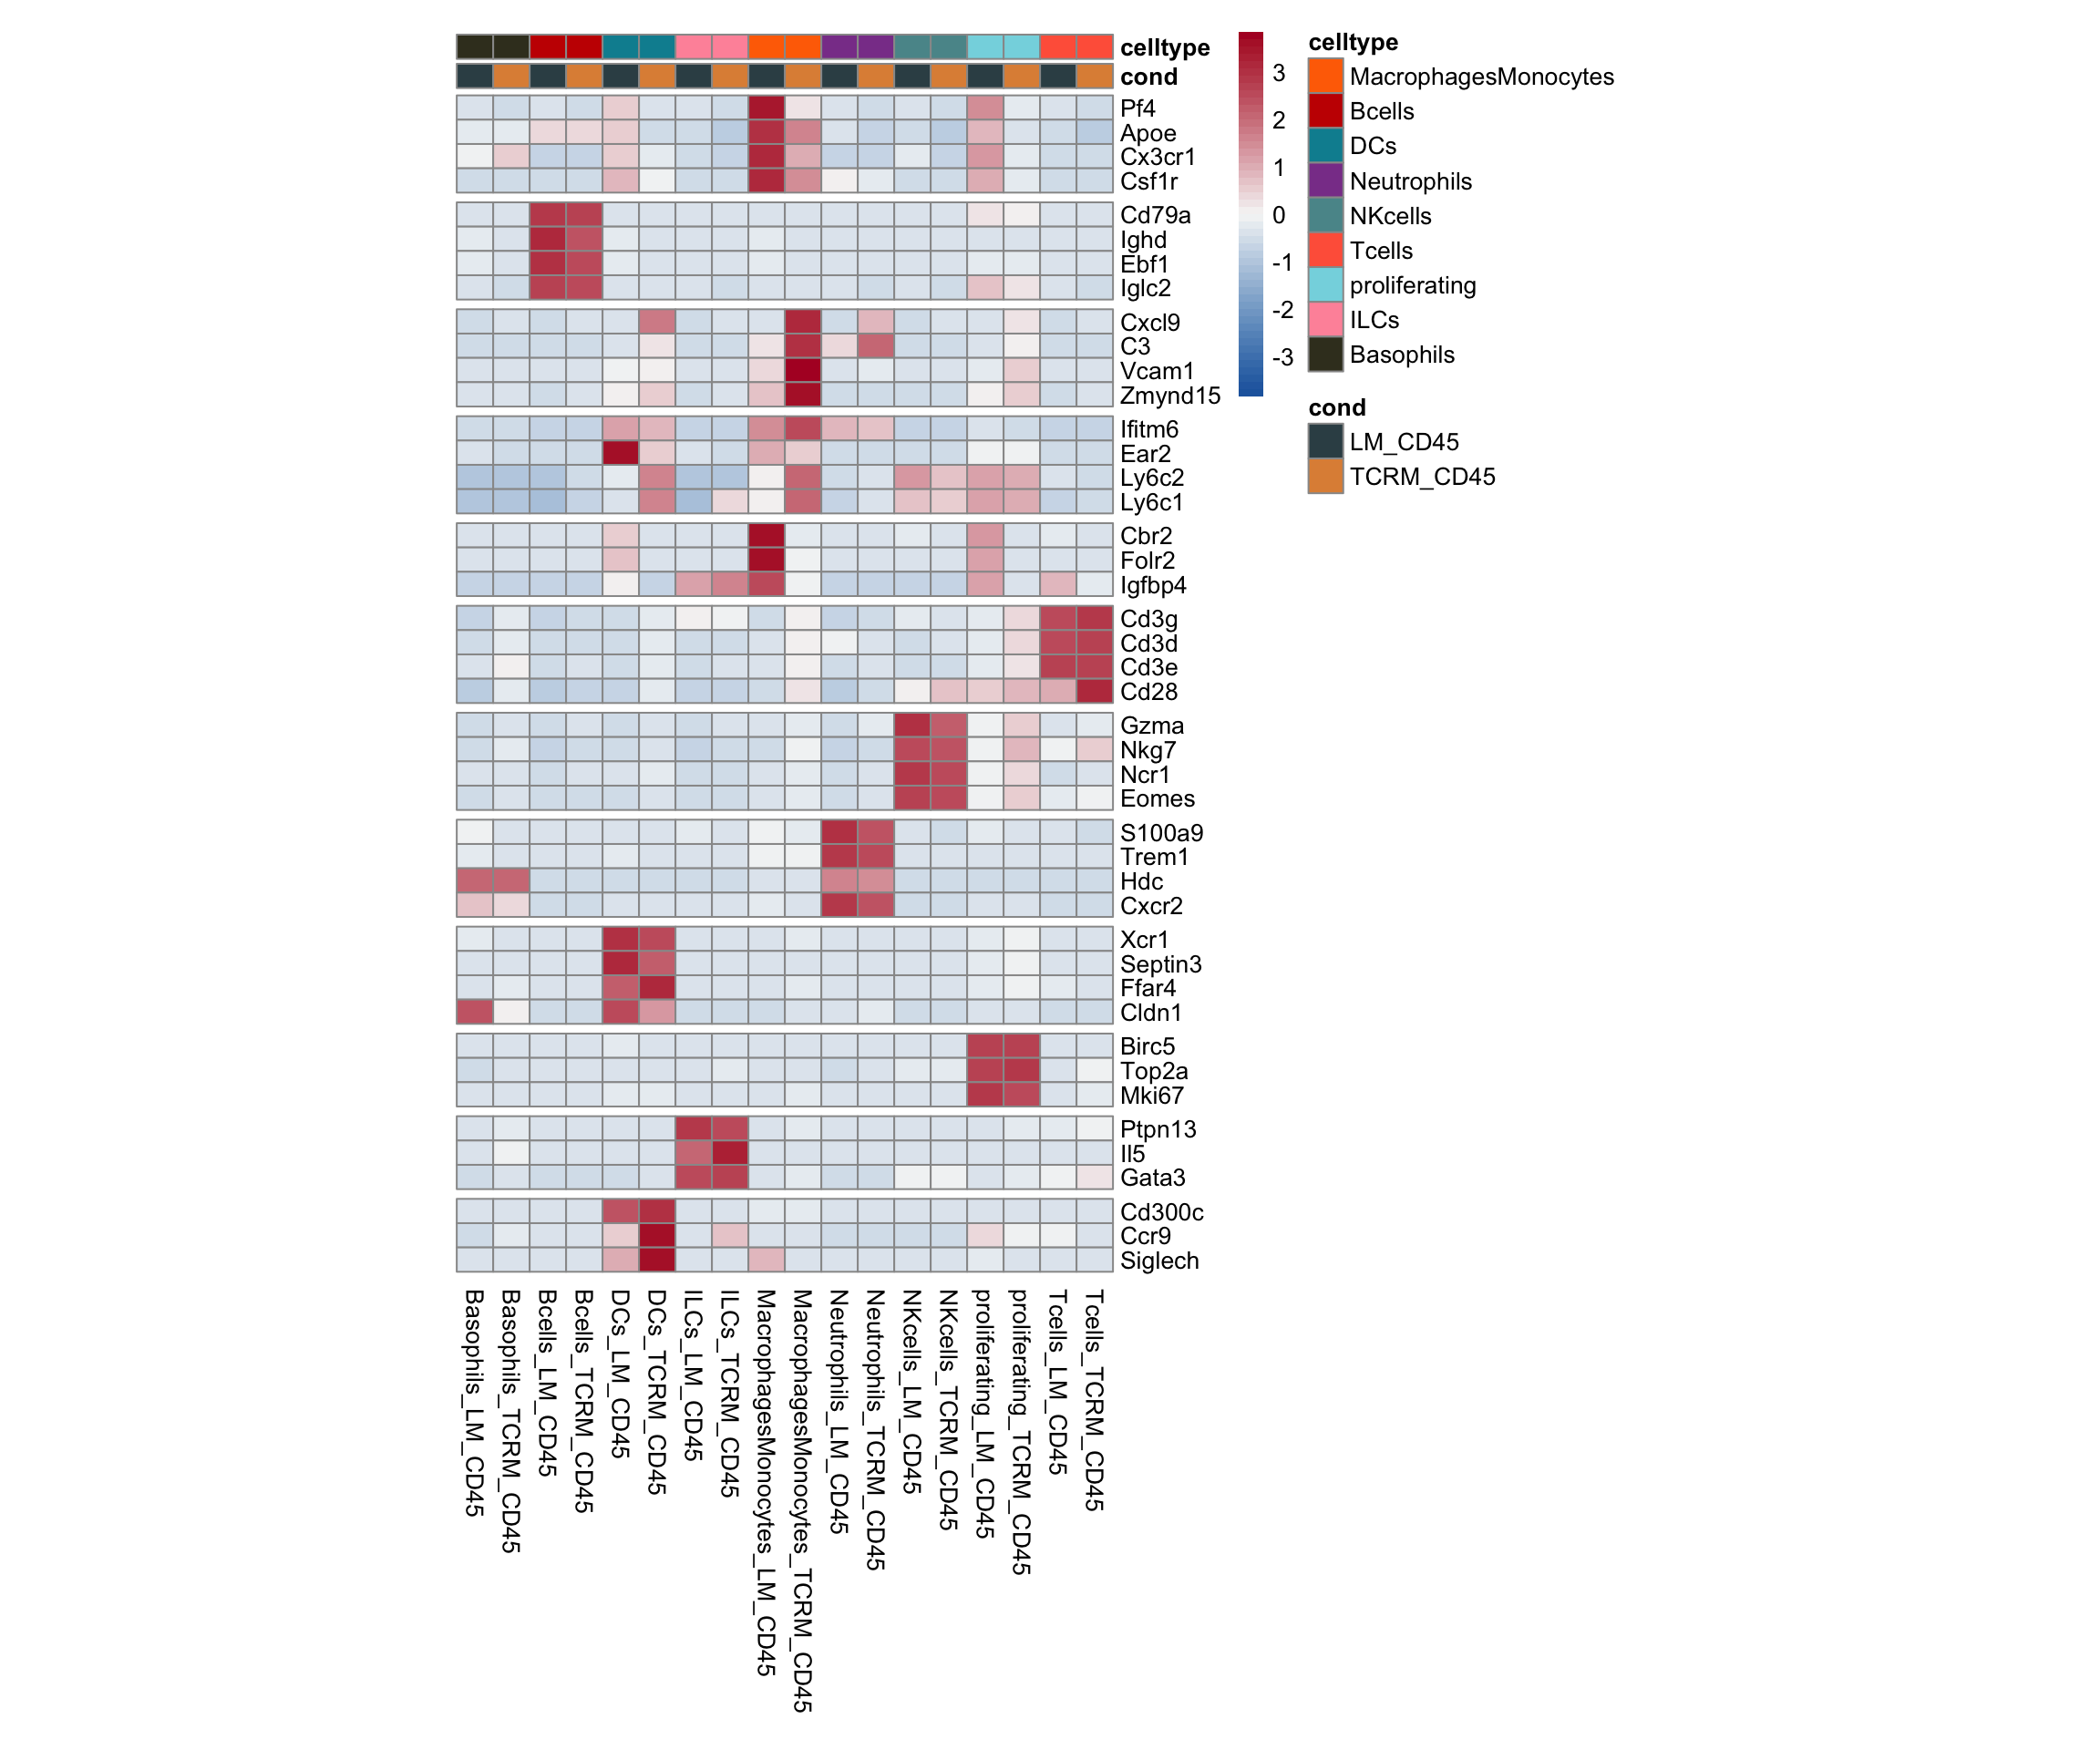 celltype
cond
Pf4
Apoe
Cx3cr1
Csf1r
Cd79a
Ighd
Ebf1
Iglc2
Cxcl9
C3
Vcam1
Zmynd15
Ifitm6
Ear2
Ly6c2
Ly6c1
Cbr2
Folr2
Igfbp4
Cd3g
Cd3d
Cd3e
Cd28
Gzma
Nkg7
Ncr1
Eomes
S100a9
Trem1
Hdc
Cxcr2
Xcr1
Septin3
Ffar4
Cldn1
Birc5
Top2a
Mki67
Ptpn13
Il5
Gata3
Cd300c
Ccr9
Siglech
Basophils_LM_CD45
Basophils_TCRM_CD45
Bcells_LM_CD45
Bcells_TCRM_CD45
DCs_LM_CD45
DCs_TCRM_CD45
ILCs_LM_CD45
ILCs_TCRM_CD45
MacrophagesMonocytes_LM_CD45
MacrophagesMonocytes_TCRM_CD45
Neutrophils_LM_CD45
Neutrophils_TCRM_CD45
NKcells_LM_CD45
NKcells_TCRM_CD45
proliferating_LM_CD45
proliferating_TCRM_CD45
Tcells_LM_CD45
Tcells_TCRM_CD45
3
2
1
0
-1
-2
-3
celltype
MacrophagesMonocytes
Bcells
DCs
Neutrophils
NKcells
Tcells
proliferating
ILCs
Basophils
cond
LM_CD45
TCRM_CD45